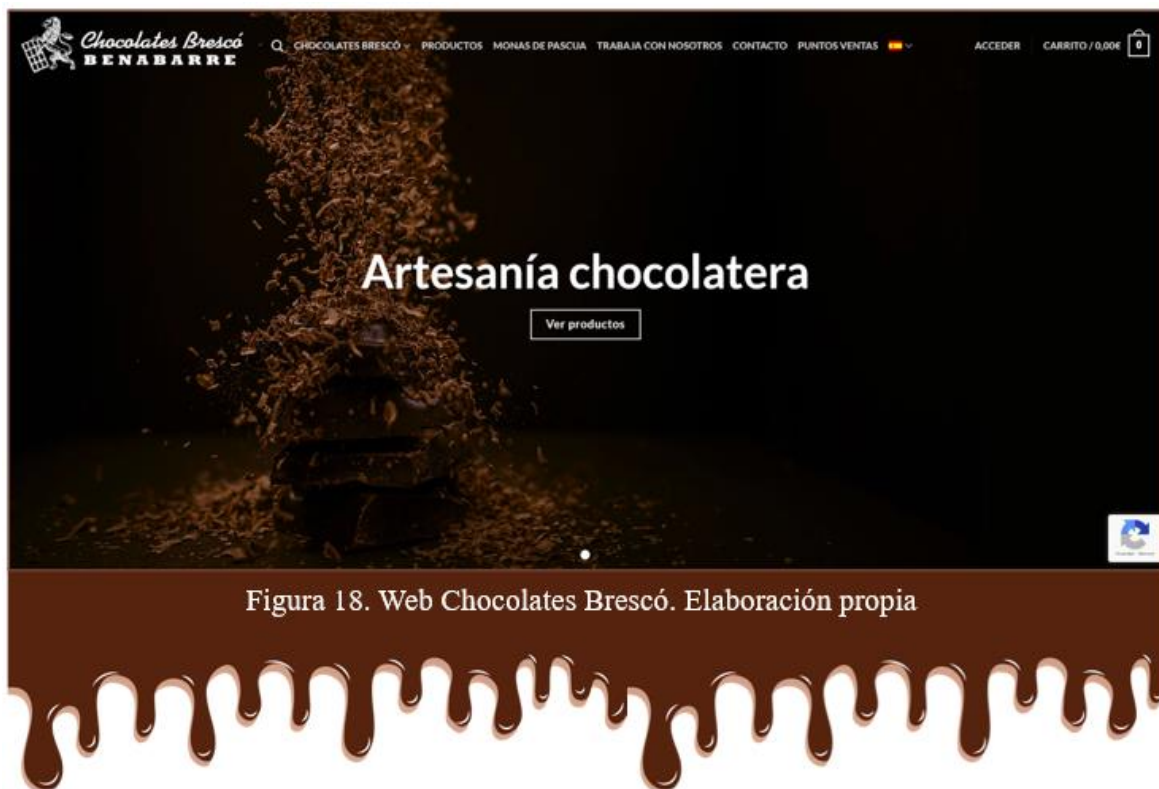 Chocolates Brescó
BENABARRE
CHOCOLATES BRESCÓ PRODUCTOS MONAS DE PASCUA TRABAJA CON NOSOTROS CONTACTO PUNTOS VENTAS ACCEDER CARRITO / 0,00€ 0
Artesanía chocolatera
Ver productos
Figura 18. Web Chocolates Brescó. Elaboración propia